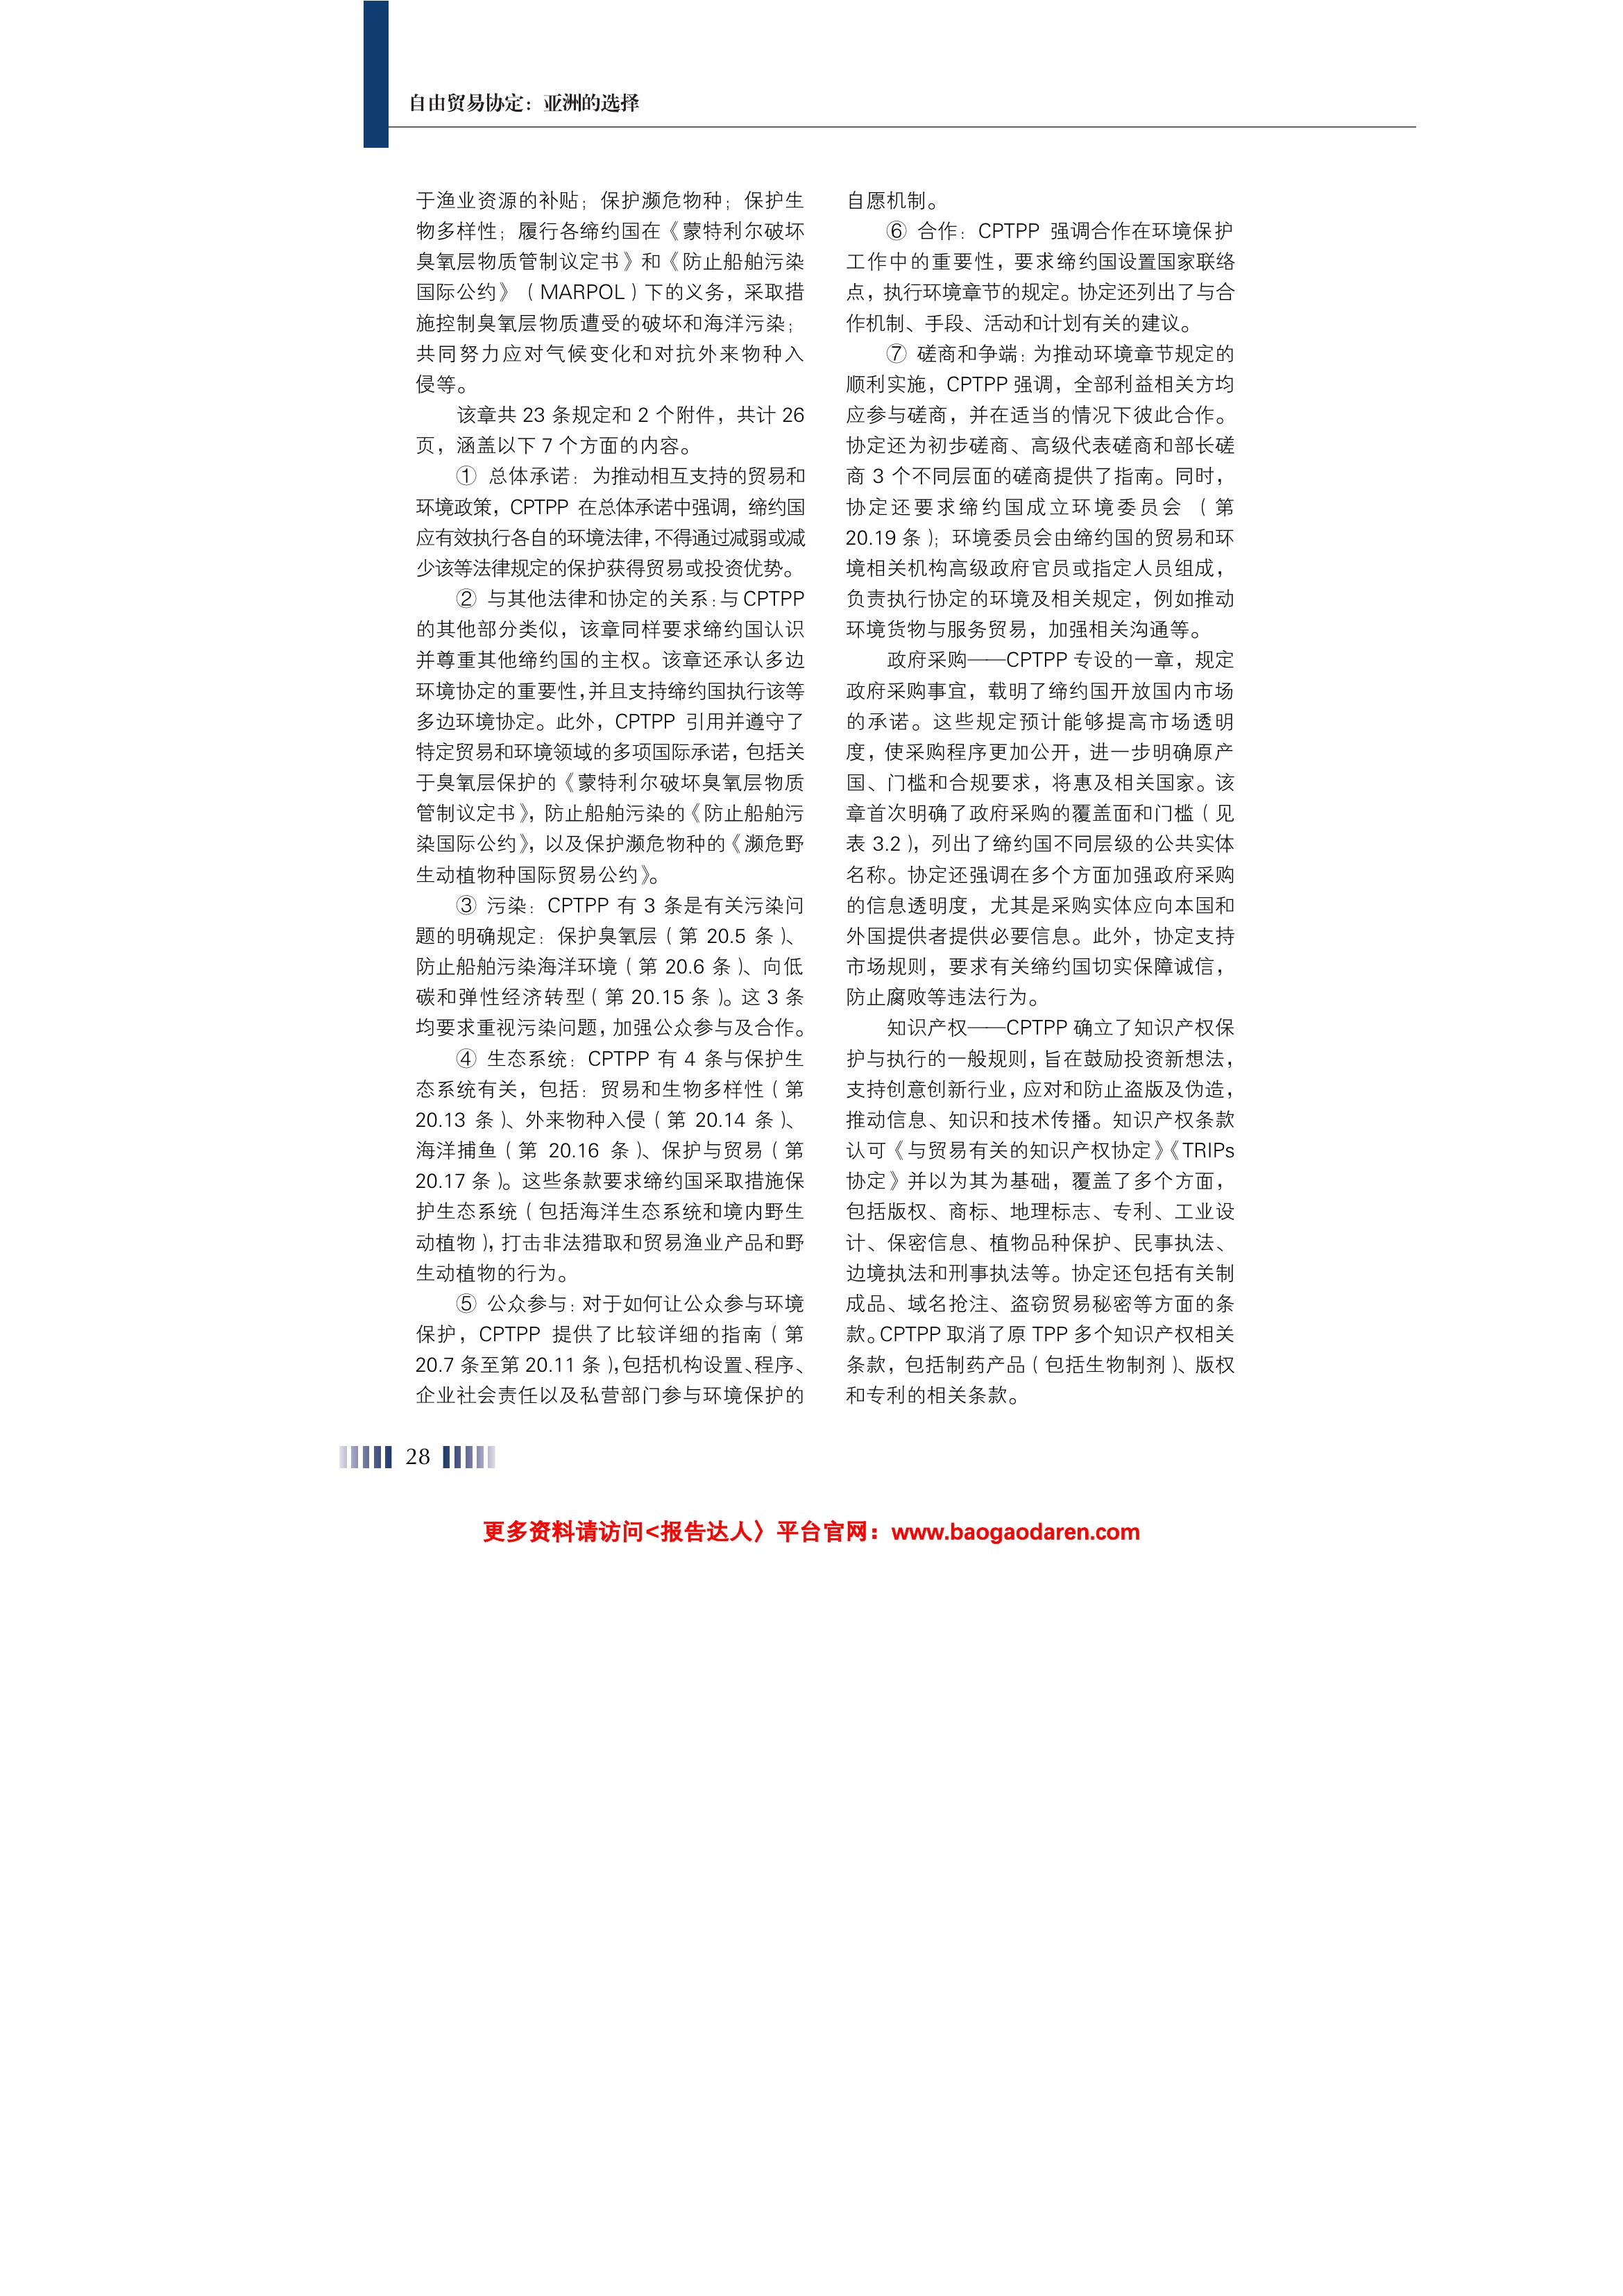 自由贸易协定：亚洲的选择
于渔业资源的补贴；保护濒危物种；保护生
物多样性；履行各缔约国在《蒙特利尔破坏
臭氧层物质管制议定书》和《防止船舶污染
国际公约》（MARPOL）下的义务，采取措
施控制臭氧层物质遭受的破坏和海洋污染；
共同努力应对气候变化和对抗外来物种入
侵等。
该章共 23 条规定和 2 个附件，共计 26
页，涵盖以下 7 个方面的内容。
① 总体承诺：为推动相互支持的贸易和
环境政策，CPTPP 在总体承诺中强调，缔约国
应有效执行各自的环境法律，不得通过减弱或减
少该等法律规定的保护获得贸易或投资优势。
② 与其他法律和协定的关系：与 CPTPP
的其他部分类似，该章同样要求缔约国认识
并尊重其他缔约国的主权。该章还承认多边
环境协定的重要性，并且支持缔约国执行该等
多边环境协定。此外，CPTPP 引用并遵守了
特定贸易和环境领域的多项国际承诺，包括关
于臭氧层保护的《蒙特利尔破坏臭氧层物质
管制议定书》，防止船舶污染的《防止船舶污
染国际公约》，以及保护濒危物种的《濒危野
生动植物种国际贸易公约》。
③ 污染：CPTPP 有 3 条是有关污染问
题的明确规定：保护臭氧层（第 20.5 条）、
防止船舶污染海洋环境（第 20.6 条）、向低
碳和弹性经济转型（第 20.15 条）。这 3 条
均要求重视污染问题，加强公众参与及合作。
④ 生态系统：CPTPP 有 4 条与保护生
态系统有关，包括：贸易和生物多样性（第
20.13 条）、外来物种入侵（第 20.14 条）、
海洋捕鱼（第 20.16 条）、保护与贸易（第
20.17 条）。这些条款要求缔约国采取措施保
护生态系统（包括海洋生态系统和境内野生
动植物），打击非法猎取和贸易渔业产品和野
生动植物的行为。
⑤ 公众参与：对于如何让公众参与环境
保护，CPTPP 提供了比较详细的指南（第
20.7 条至第 20.11 条），包括机构设置、程序、
企业社会责任以及私营部门参与环境保护的
自愿机制。
⑥ 合作：CPTPP 强调合作在环境保护
工作中的重要性，要求缔约国设置国家联络
点，执行环境章节的规定。协定还列出了与合
作机制、手段、活动和计划有关的建议。
⑦ 磋商和争端：为推动环境章节规定的
顺利实施，CPTPP 强调，全部利益相关方均
应参与磋商，并在适当的情况下彼此合作。
协定还为初步磋商、高级代表磋商和部长磋
商 3 个不同层面的磋商提供了指南。同时，
协定还要求缔约国成立环境委员会（第
20.19 条）；环境委员会由缔约国的贸易和环
境相关机构高级政府官员或指定人员组成，
负责执行协定的环境及相关规定，例如推动
环境货物与服务贸易，加强相关沟通等。
政府采购——CPTPP 专设的一章，规定
政府采购事宜，载明了缔约国开放国内市场
的承诺。这些规定预计能够提高市场透明
度，使采购程序更加公开，进一步明确原产
国、门槛和合规要求，将惠及相关国家。该
章首次明确了政府采购的覆盖面和门槛（见
表 3.2），列出了缔约国不同层级的公共实体
名称。协定还强调在多个方面加强政府采购
的信息透明度，尤其是采购实体应向本国和
外国提供者提供必要信息。此外，协定支持
市场规则，要求有关缔约国切实保障诚信，
防止腐败等违法行为。
知识产权——CPTPP 确立了知识产权保
护与执行的一般规则，旨在鼓励投资新想法，
支持创意创新行业，应对和防止盗版及伪造，
推动信息、知识和技术传播。知识产权条款
认可《与贸易有关的知识产权协定》《TRIPs
协定》并以为其为基础，覆盖了多个方面，
包括版权、商标、地理标志、专利、工业设
计、保密信息、植物品种保护、民事执法、
边境执法和刑事执法等。协定还包括有关制
成品、域名抢注、盗窃贸易秘密等方面的条
款。CPTPP 取消了原 TPP 多个知识产权相关
条款，包括制药产品（包括生物制剂）、版权
和专利的相关条款。
28
更多资料请访问<报告达人〉平台官网：www.baogaodaren.com